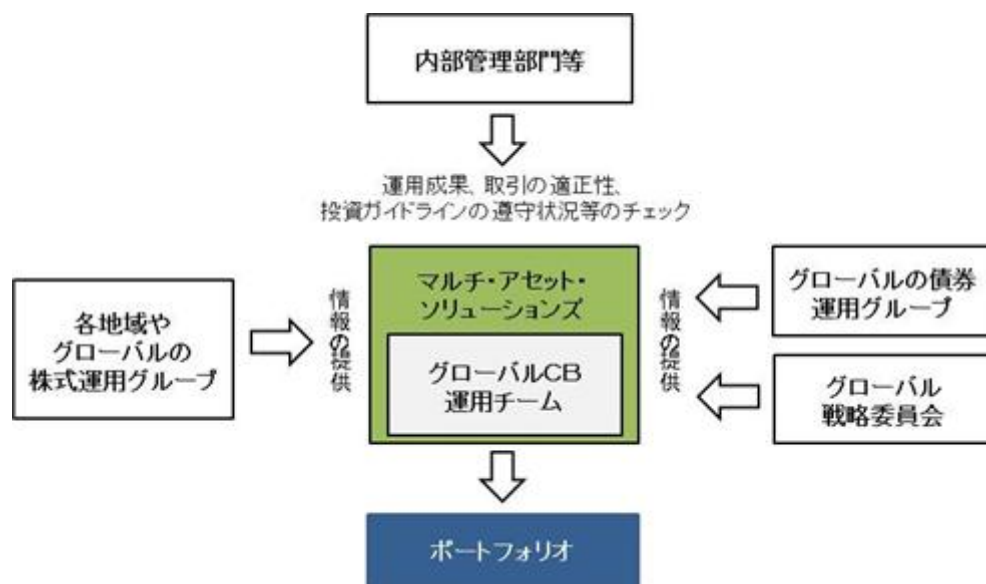 内部管理部門等
運用成果、取引の適正性、
投資ガイドラインの遵守状況等のチェック
各地域や
グローバルの
株式運用グループ
情報の提供
マルチ・アセット・
ソリューションズ
グローバルCB
運用チーム
情報の提供
グローバルの債券
運用グループ
グローバル
戦略委員会
ポートフォリオ